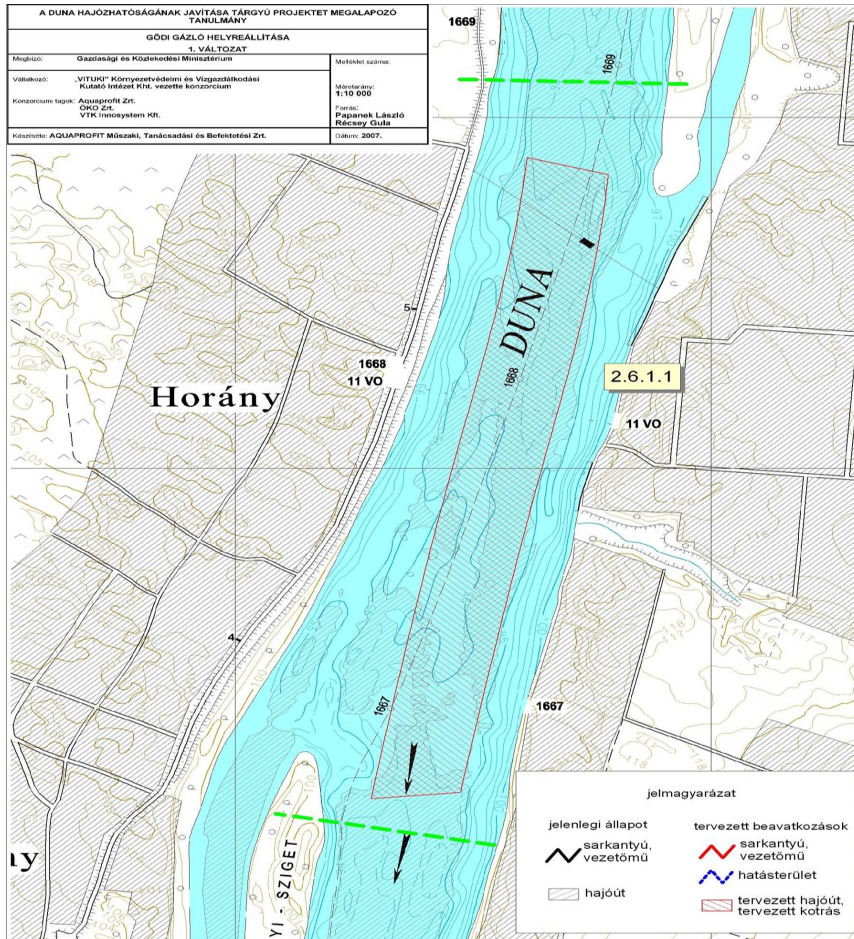 A DUNA HAJÓZHATÓSÁGÁNAK JAVÍTÁSA TÁRGYÚ PROJEKTET MEGALAPOZÓ
TANULMÁNY
GÖDI GÁZLÓ HELYREÁLLÍTÁSA
1. VÁLTOZAT
Megbízó: Gazdasági és Közlekedési Minisztérium
Melléklet száma:
Vállalkozó: „VITUKI" Környezetvédelmi és Vízgazdálkodási
Kutató Intézet Kht. vezette konzorcium
Méretarány:
1:10 000
Konzorcium tagok: Aquaprofit Zrt.
ÖKO Zrt.
VTK Innosystem Kft.
Forrás:
Papanek László
Récsey Gula
Készítette: AQUAPROFIT Műszaki, Tanácsadási és Befektetési Zrt.
Dátum: 2007.
1669
1669
DUNA
5
1668
11 VO
1668
2.6.1.1
Horány
11 VO
4
1667
1667
YI - SZIGET
ny
jelmagyarázat
jelenlegi állapot
sarkantyú,
vezetőmű
hajóút
tervezett beavatkozások
sarkantyú,
vezetőmű
hatásterület
tervezett hajóút,
tervezett kotrás